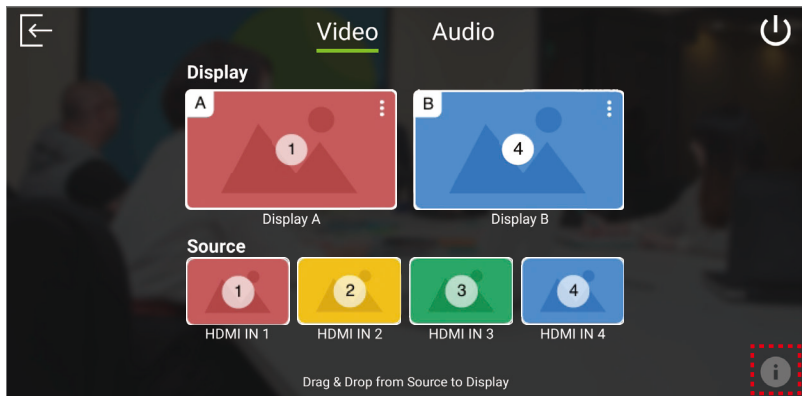 Video Audio
Display
A B
1 4
Display A Display B
Source
1 2 3 4
HDMI IN 1 HDMI IN 2 HDMI IN 3 HDMI IN 4
Drag & Drop from Source to Display
i